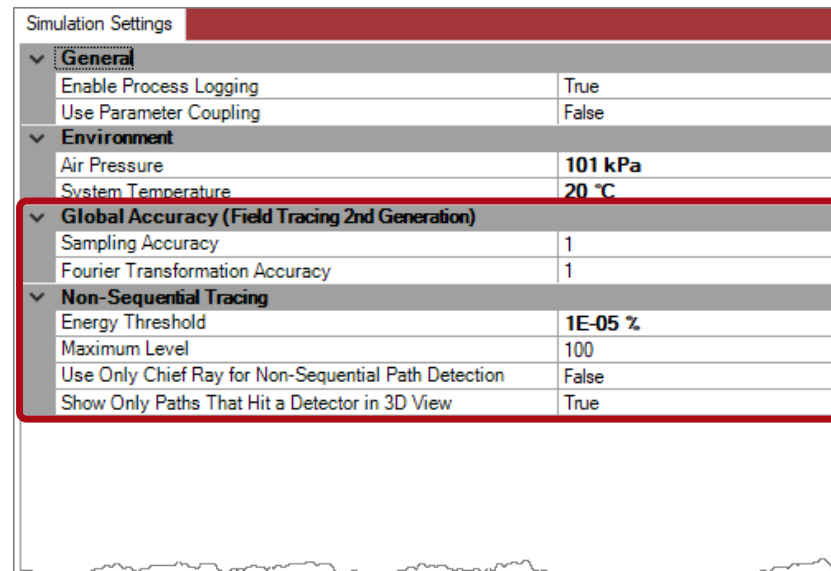 Simulation Settings
General
Enable Process Logging True
Use Parameter Coupling False
Environment
Air Pressure 101 kPa
System Temperature 20 °C
Global Accuracy (Field Tracing 2nd Generation)
Sampling Accuracy 1
Fourier Transformation Accuracy 1
Non-Sequential Tracing
Energy Threshold 1E-05 %
Maximum Level 100
Use Only Chief Ray for Non-Sequential Path Detection False
Show Only Paths That Hit a Detector in 3D View True